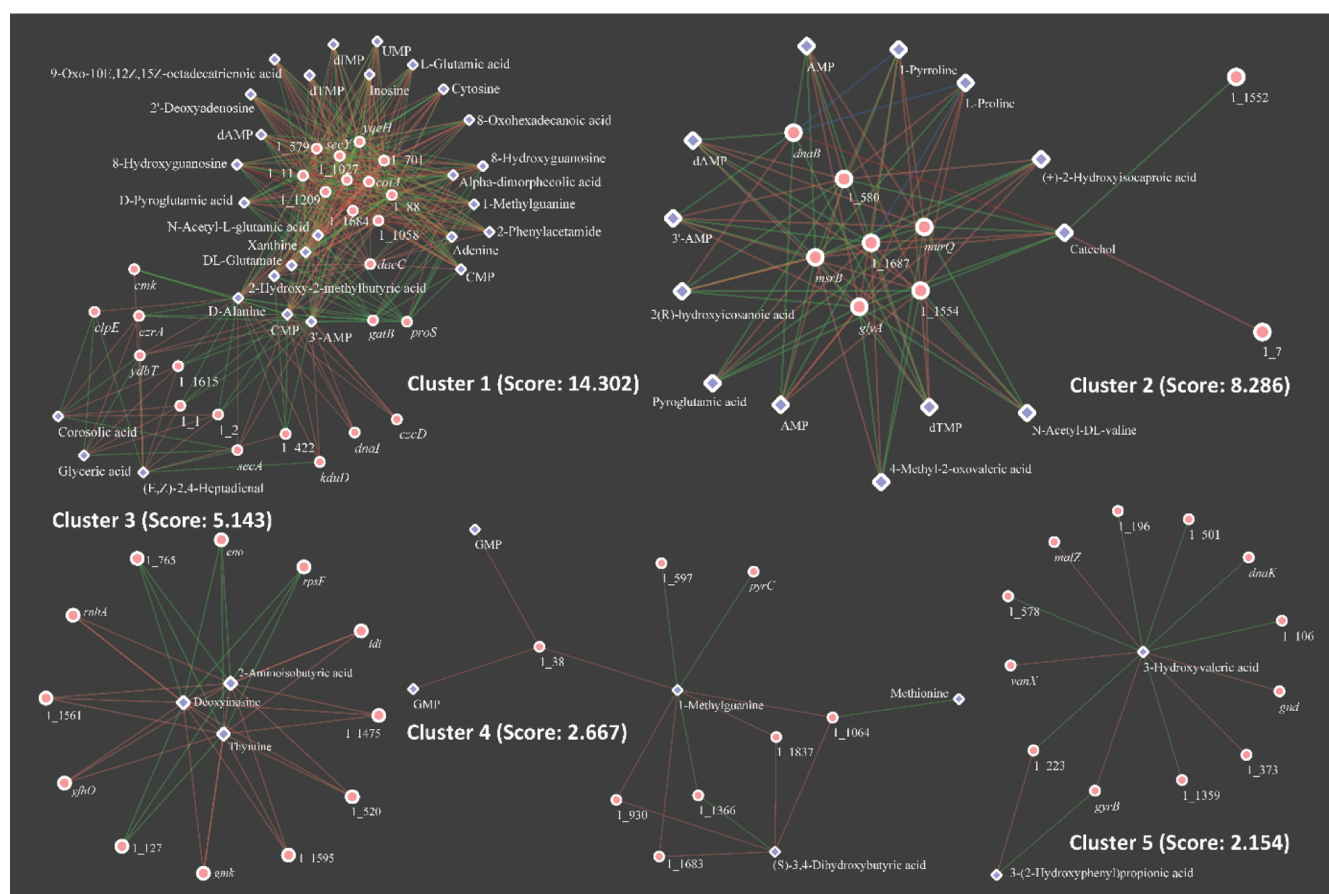 UMP
dIMP
L-Glutamic acid
9-Oxo-10E,12Z,15Z-octadecatrienoic acid
dTMP
Inosine
Cytosine
2'-Deoxyadenosine
8-Oxohexadecanoic acid
dAMP
yqeH
secY
1_579
1_701
8-Hydroxyguanosine
1_11
1_1027
8-Hydroxyguanosine
Alpha-dimorphecolic acid
D-Pyroglutamic acid
1_1209
1_88
1-Methylguanine
N-Acetyl-L-glutamic acid
1_1684
1_1058
2-Phenylacetamide
Xanthine
Adenine
DL-Glutamate
dacC
CMP
2-Hydroxy-2-methylbutyric acid
cmk
D-Alanine
CMP
3'-AMP
gatB
proS
clpE
ezrA
ydbT
1_1615
Cluster 1 (Score: 14.302)
1_1
1_2
Corosolic acid
1_422
dnaI
czcD
Glyceric acid
secA
kduD
(E,Z)-2,4-Heptadienal
AMP
1-Pyrroline
L-Proline
1_1552
dnaB
dAMP
1_580
(+)-2-Hydroxyisocaproic acid
3'-AMP
murQ
Catechol
msrB
1_1687
2(R)-hydroxyicosanoic acid
glyA
1_1554
1_7
Pyroglutamic acid
AMP
dTMP
N-Acetyl-DL-valine
Cluster 2 (Score: 8.286)
4-Methyl-2-oxovaleric acid
Cluster 3 (Score: 5.143)
eno
1_765
rpsF
rnhA
idi
2-Aminoisobutyric acid
Deoxyinosine
1_1561
1_1475
Thymine
yfhO
1_520
1_127
1_1595
gmk
GMP
1_597
pyrC
1_38
GMP
1-Methylguanine
Methionine
Cluster 4 (Score: 2.667)
1_1064
1_1837
1_930
1_1366
1_1683
(S)-3,4-Dihydroxybutyric acid
1_196
1_501
malZ
dnaK
1_578
1_106
3-Hydroxyvaleric acid
vanX
gnd
1_223
1_373
gyrB
1_1359
Cluster 5 (Score: 2.154)
3-(2-Hydroxyphenyl)propionic acid